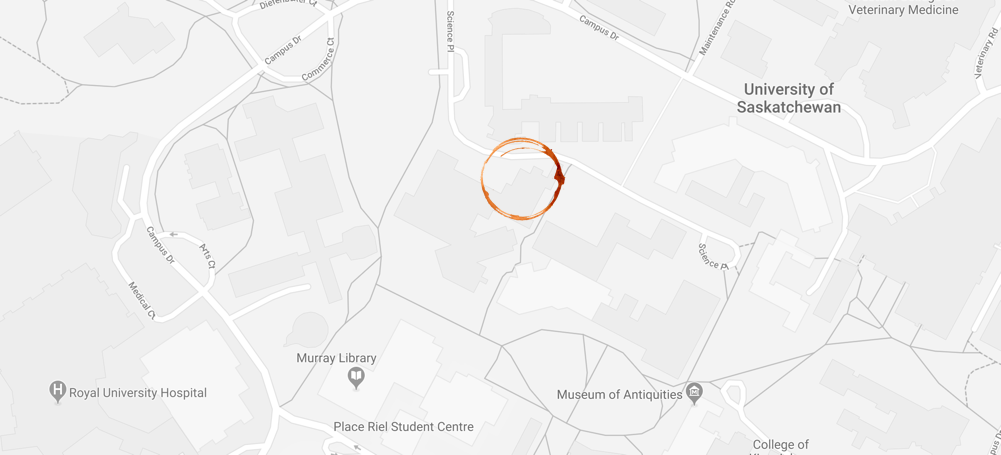 Diefenbaker Ct
Campus Dr
Commerce Ct
Science Pl
Campus Dr
Maintenance Rd
Veterinary Medicine
Veterinary Rd
University of
Saskatchewan
Campus Dr
Arts Ct
Medical Ct
Science Pl
Murray Library
Royal University Hospital
Museum of Antiquities
Place Riel Student Centre
College of